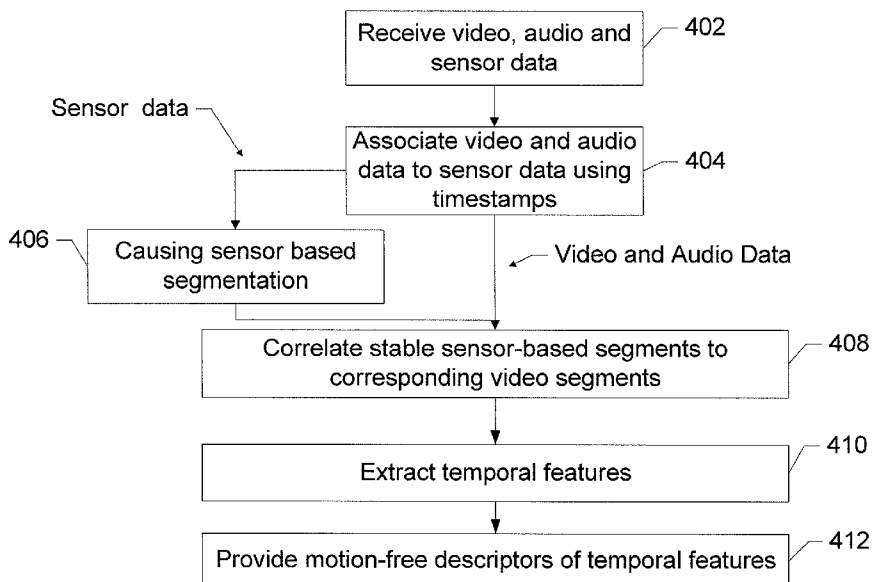 Receive video, audio and
sensor data
402
Sensor data
Associate video and audio
data to sensor data using
timestamps
404
406
Causing sensor based
segmentation
Video and Audio Data
Correlate stable sensor-based segments to
corresponding video segments
408
Extract temporal features
410
Provide motion-free descriptors of temporal features
412